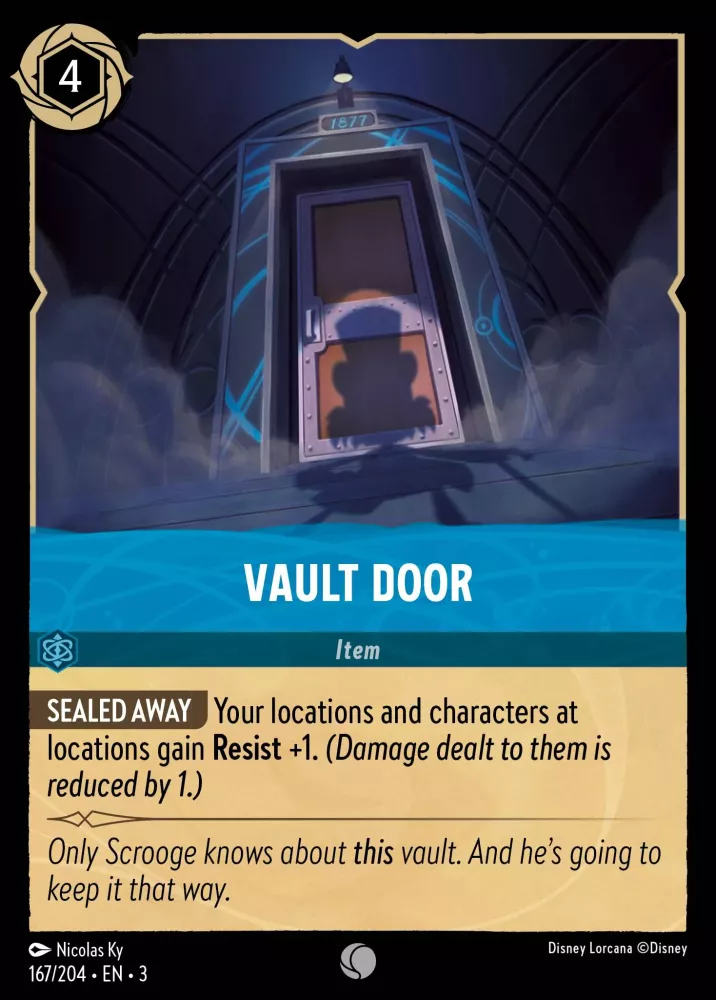 4
1877
VAULT DOOR
Item
SEALED AWAY Your locations and characters at
locations gain Resist +1. (Damage dealt to them is
reduced by 1.)
Only Scrooge knows about this vault. And he's going to
keep it that way.
Nicolas Ky
Disney Lorcana ©Disney
167/204 • EN • 3